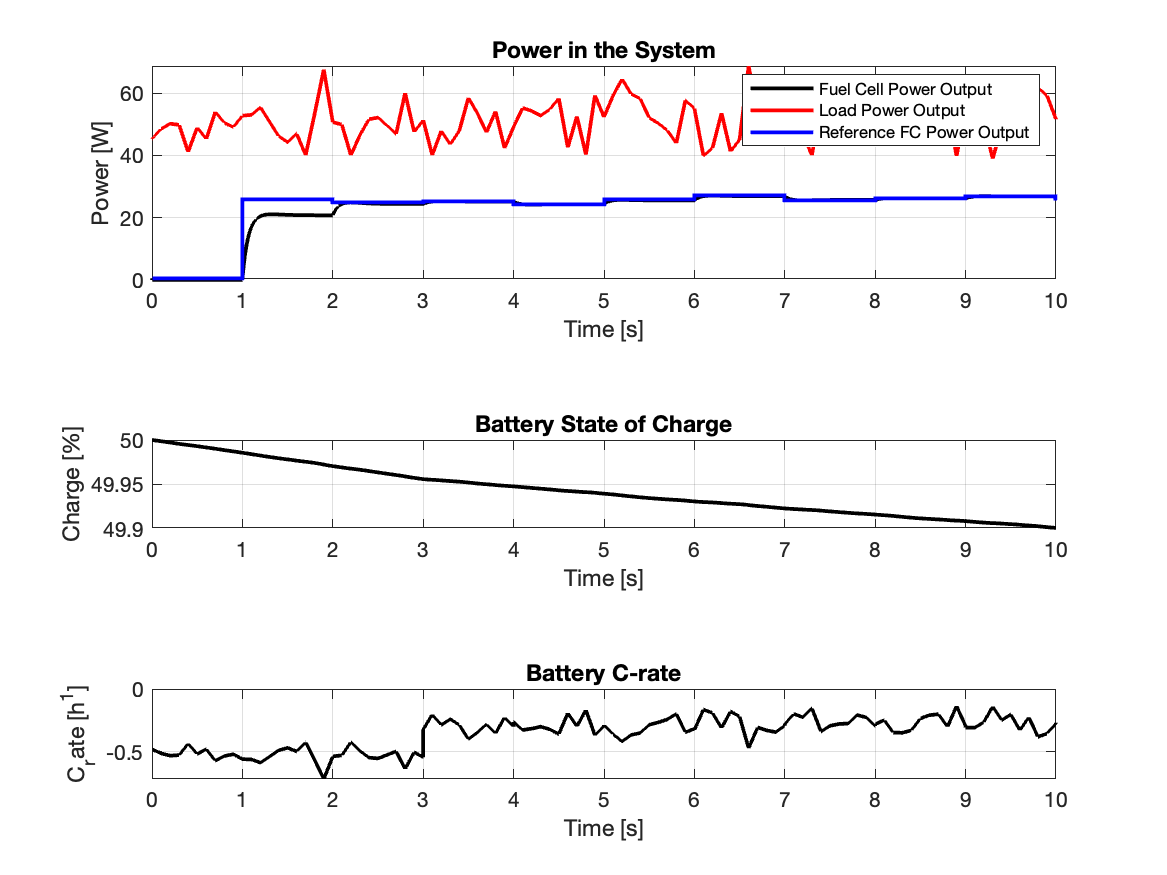 Power in the System
Power [W]
60
40
20
0
Fuel Cell Power Output
Load Power Output
Reference FC Power Output
0 1 2 3 4 5 6 7 8 9 10
Time [s]
Battery State of Charge
Charge [%]
50
49.95
49.9
0 1 2 3 4 5 6 7 8 9 10
Time [s]
Battery C-rate
C_rate [h^1]
0
-0.5
0 1 2 3 4 5 6 7 8 9 10
Time [s]